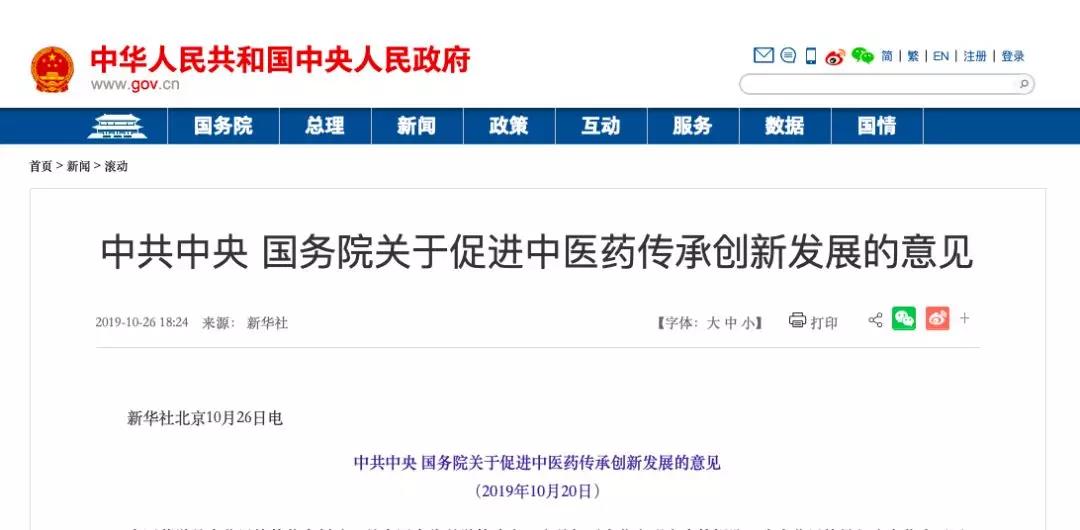 中华人民共和国中央人民政府
www.gov.cn
简 | 繁 | EN | 注册 | 登录
国务院 总理 新闻 政策 互动 服务 数据 国情
首页 > 新闻 > 滚动
中共中央 国务院关于促进中医药传承创新发展的意见
2019-10-26 18:24 来源： 新华社 【字体：大 中 小】 打印 +
新华社北京10月26日电
中共中央 国务院关于促进中医药传承创新发展的意见
（2019年10月20日）